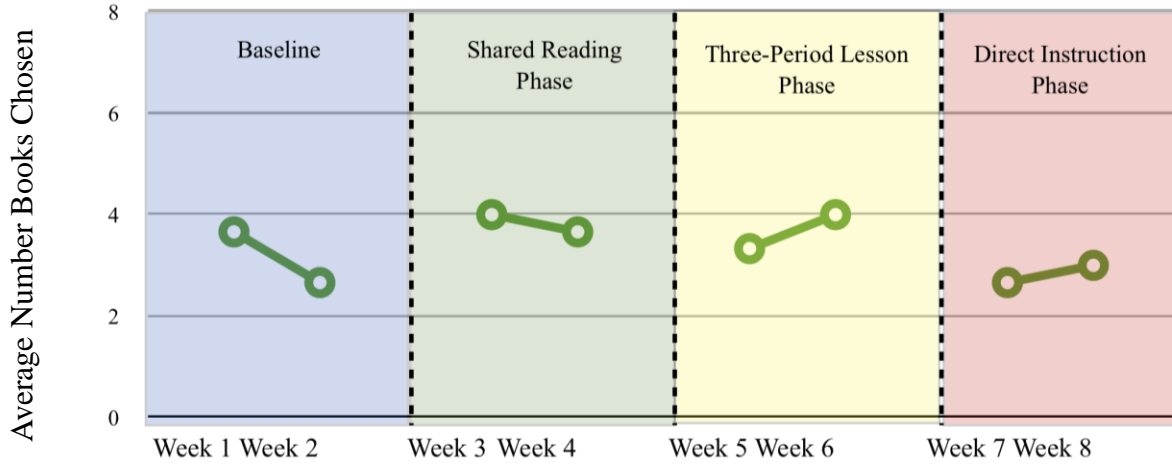 Average Number Books Chosen
8
6
4
2
0
Baseline
Shared Reading
Phase
Three-Period Lesson
Phase
Direct Instruction
Phase
Week 1 Week 2
Week 3 Week 4
Week 5 Week 6
Week 7 Week 8